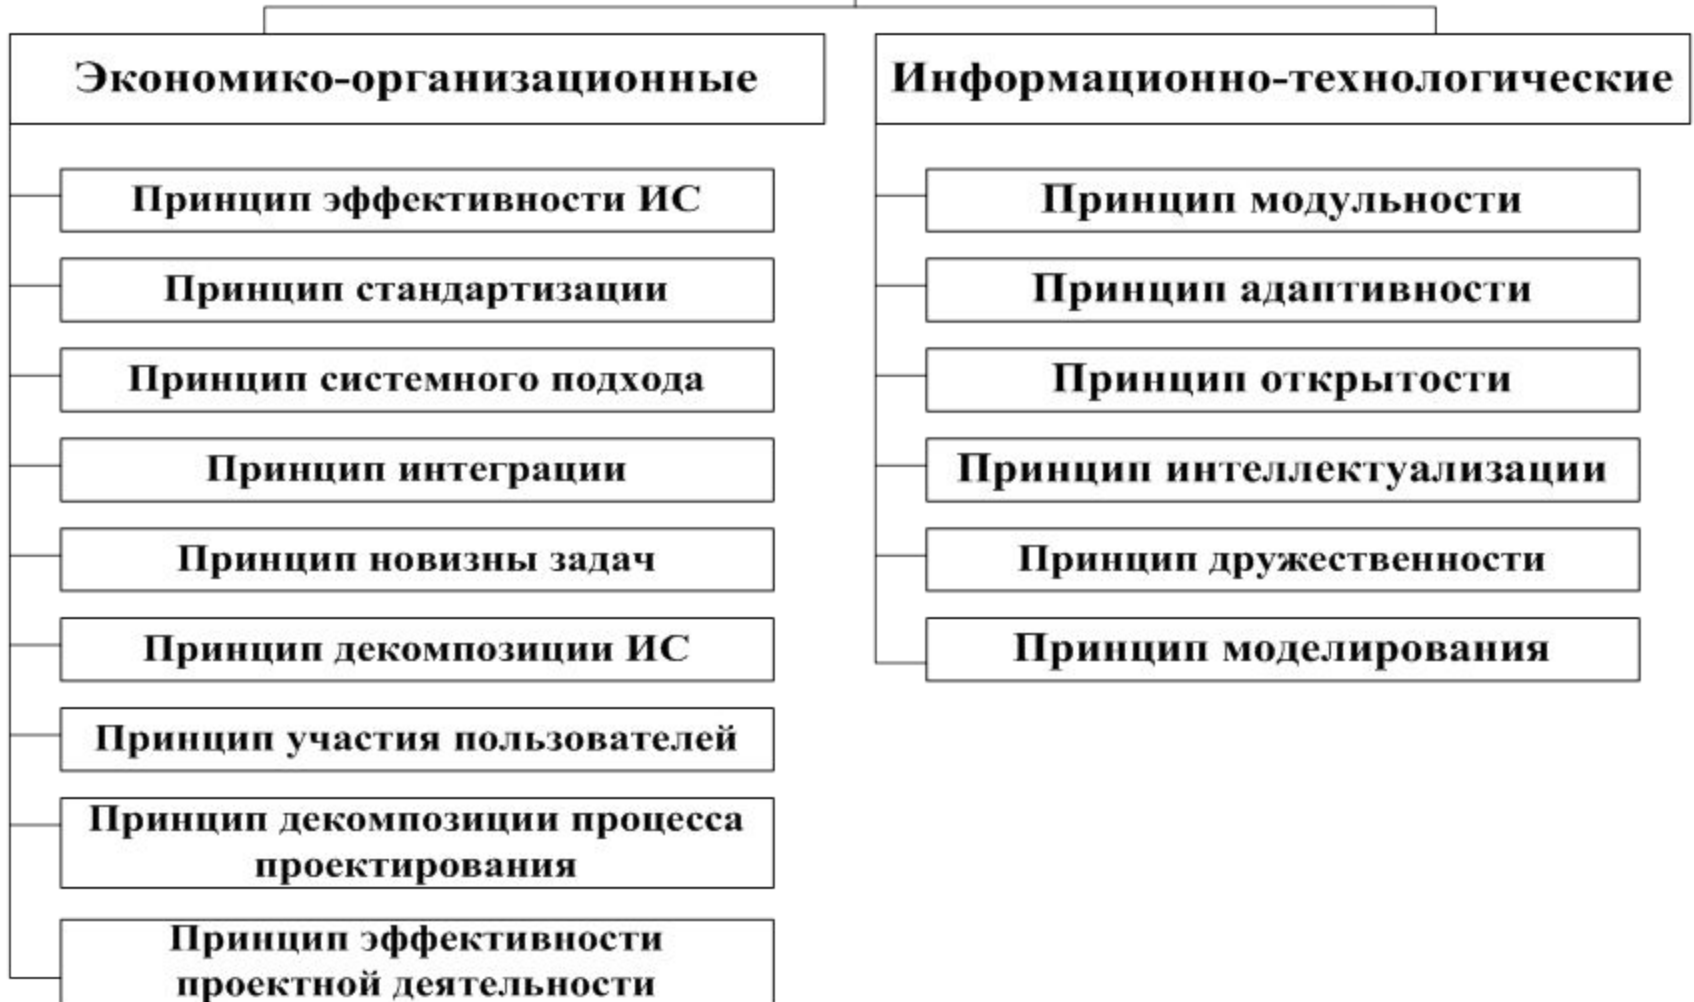 Экономико-организационные
Принцип эффективности ИС
Принцип стандартизации
Принцип системного подхода
Принцип интеграции
Принцип новизны задач
Принцип декомпозиции ИС
Принцип участия пользователей
Принцип декомпозиции процесса
проектирования
Принцип эффективности
проектной деятельности
Информационно-технологические
Принцип модульности
Принцип адаптивности
Принцип открытости
Принцип интеллектуализации
Принцип дружественности
Принцип моделирования